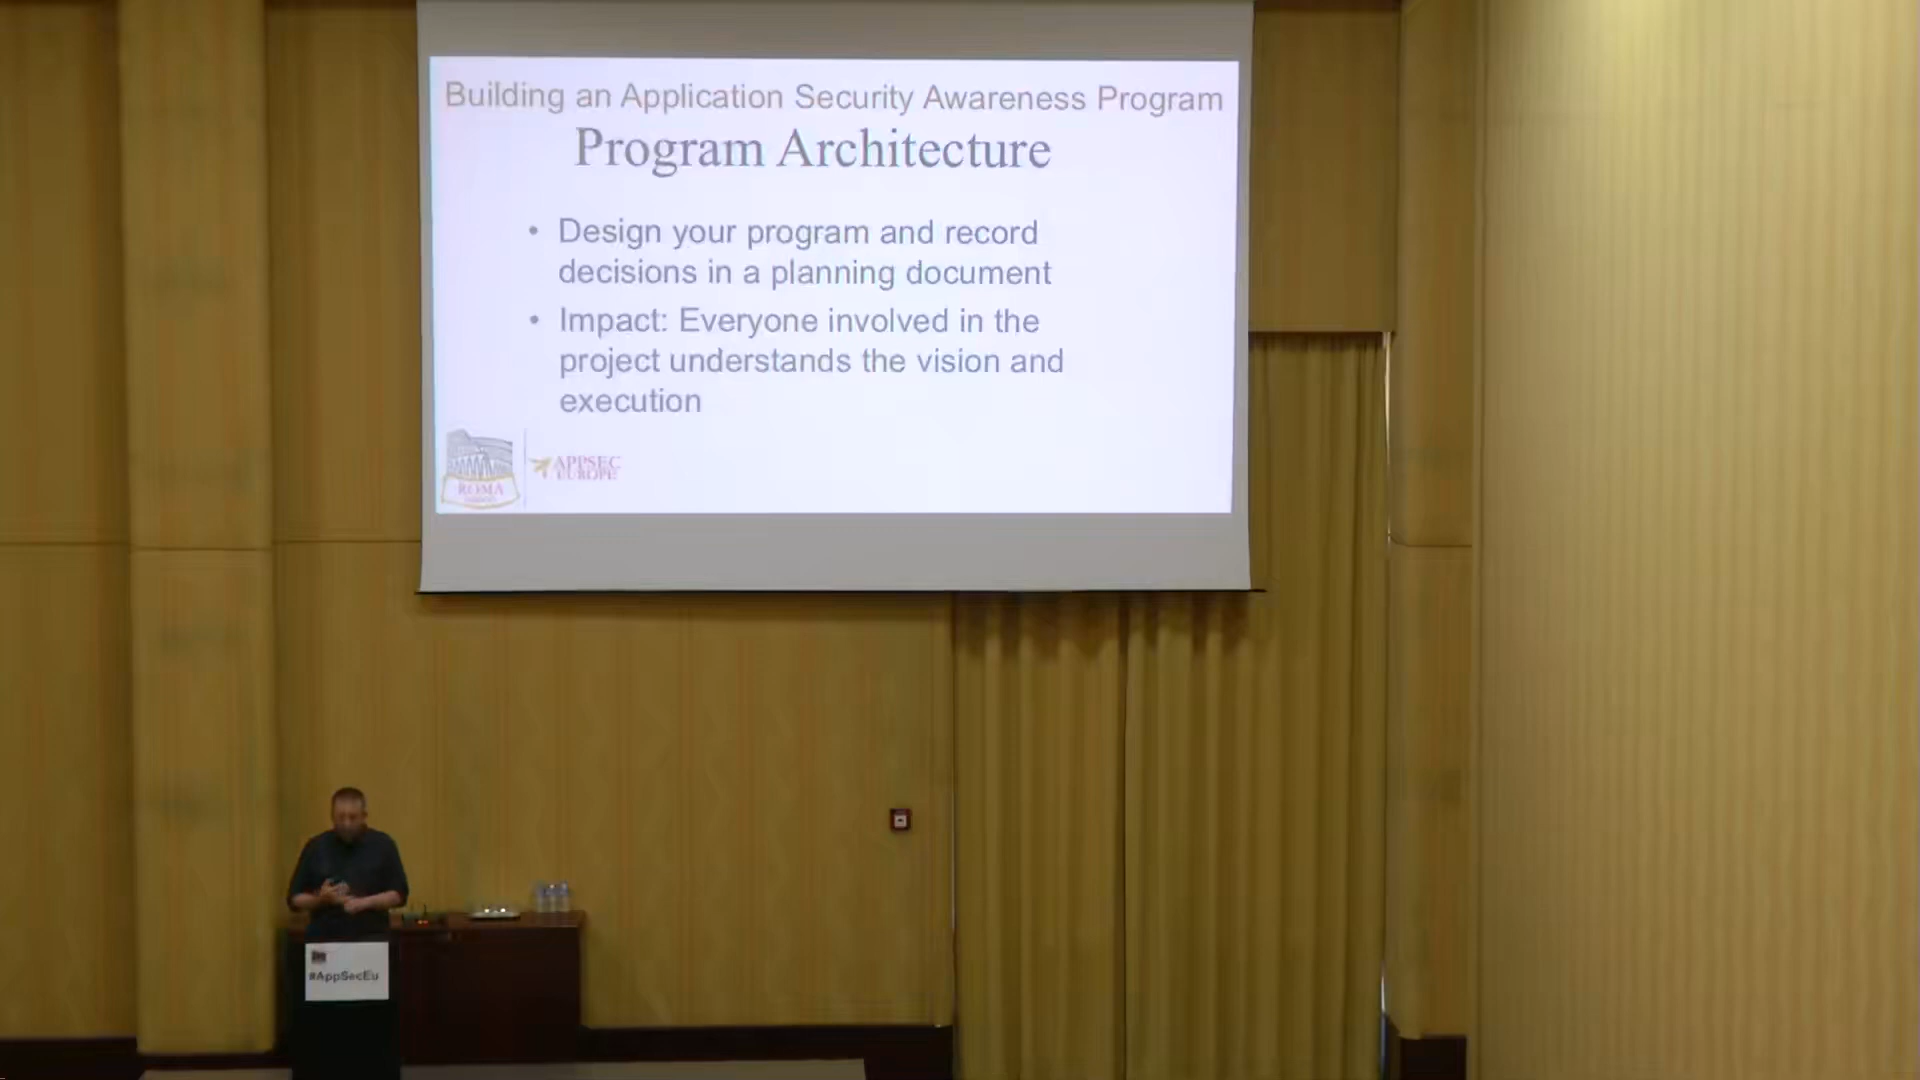 Building an Application Security Awareness Program
Program Architecture
• Design your program and record
decisions in a planning document
• Impact: Everyone involved in the
project understands the vision and
execution
ROMA
APPSEC
EUROPE
#AppSecEu